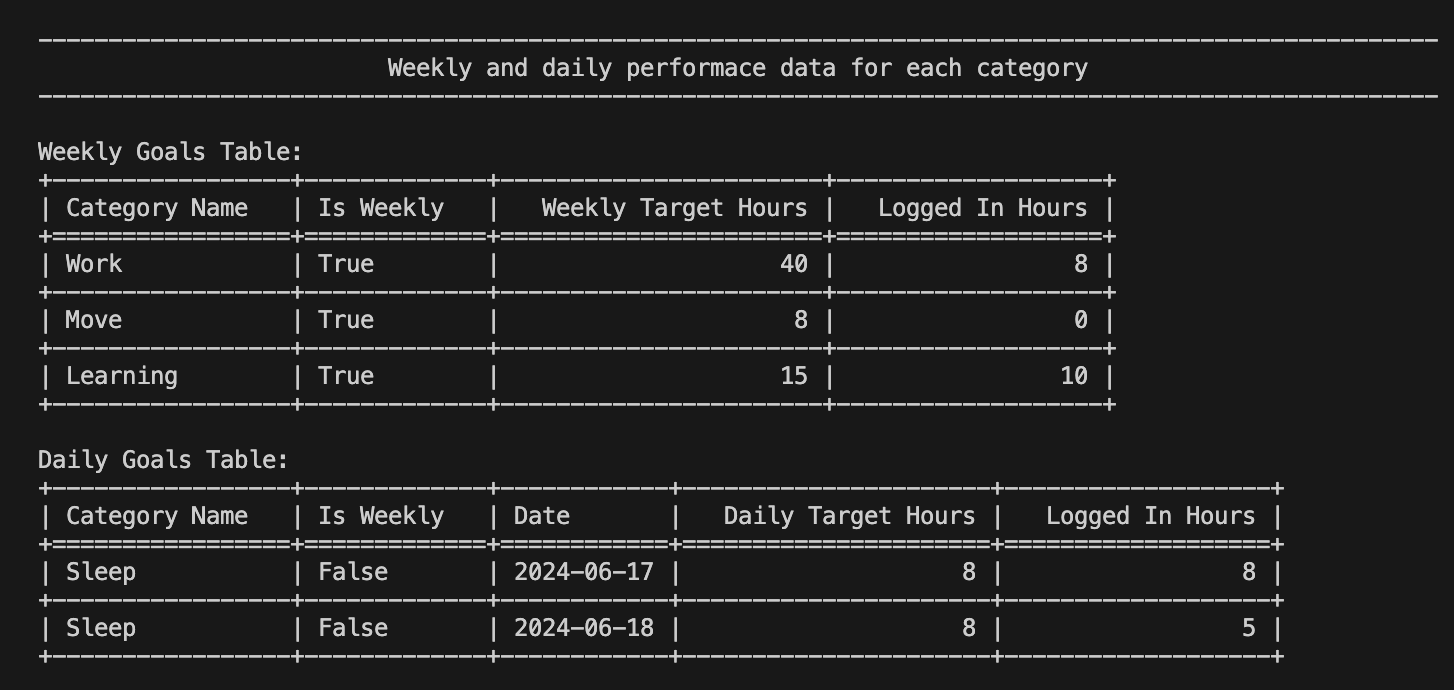 Weekly and daily performace data for each category
Weekly Goals Table:
| Category Name | Is Weekly | Weekly Target Hours | Logged In Hours |
| Work | True | 40 | 8 |
| Move | True | 8 | 0 |
| Learning | True | 15 | 10 |
Daily Goals Table:
| Category Name | Is Weekly | Date | Daily Target Hours | Logged In Hours |
| Sleep | False | 2024-06-17 | 8 | 8 |
| Sleep | False | 2024-06-18 | 8 | 5 |